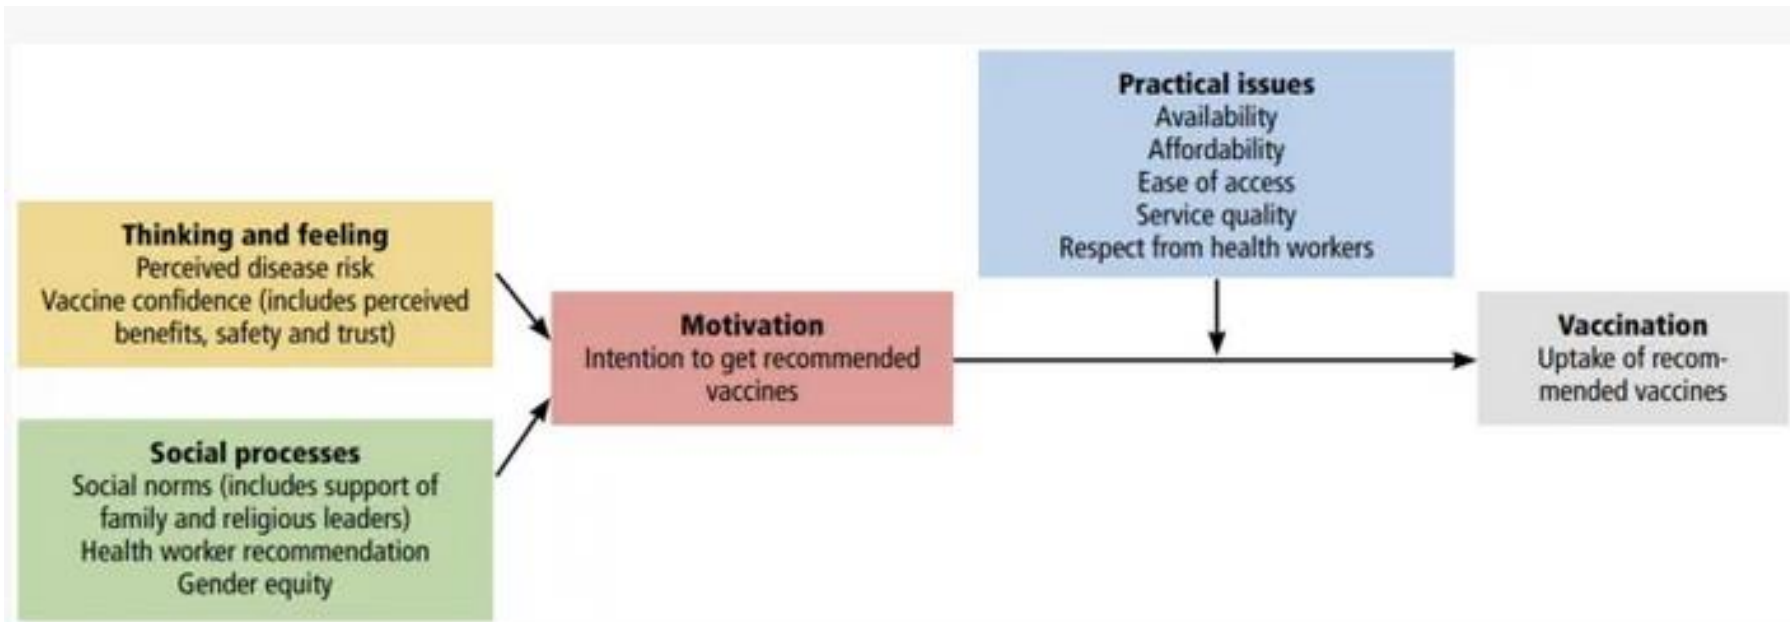 Thinking and feeling
Perceived disease risk
Vaccine confidence (includes perceived
benefits, safety and trust)
Social processes
Social norms (includes support of
family and religious leaders)
Health worker recommendation
Gender equity
Motivation
Intention to get recommended
vaccines
Practical issues
Availability
Affordability
Ease of access
Service quality
Respect from health workers
Vaccination
Uptake of recom-
mended vaccines